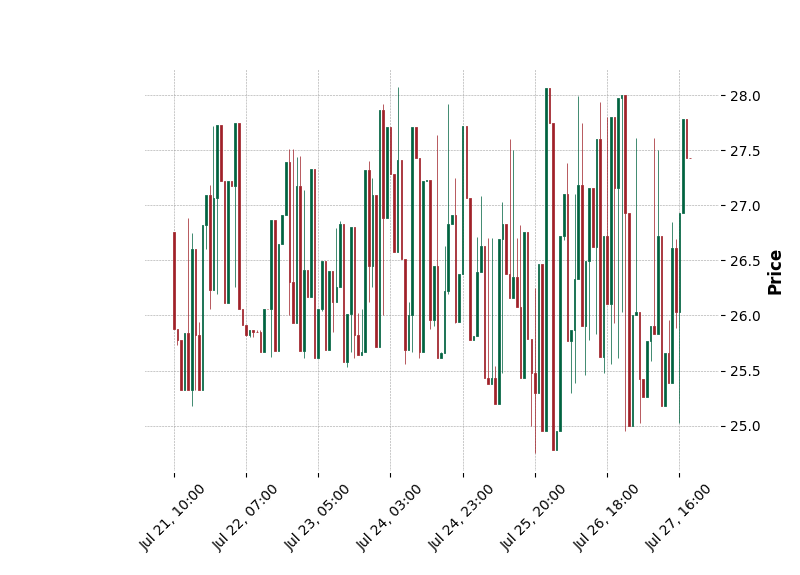 28.0
27.5
27.0
26.5
26.0
25.5
25.0
Price
Jul 21, 10:00
Jul 22, 07:00
Jul 23, 05:00
Jul 24, 03:00
Jul 24, 23:00
Jul 25, 20:00
Jul 26, 18:00
Jul 27, 16:00